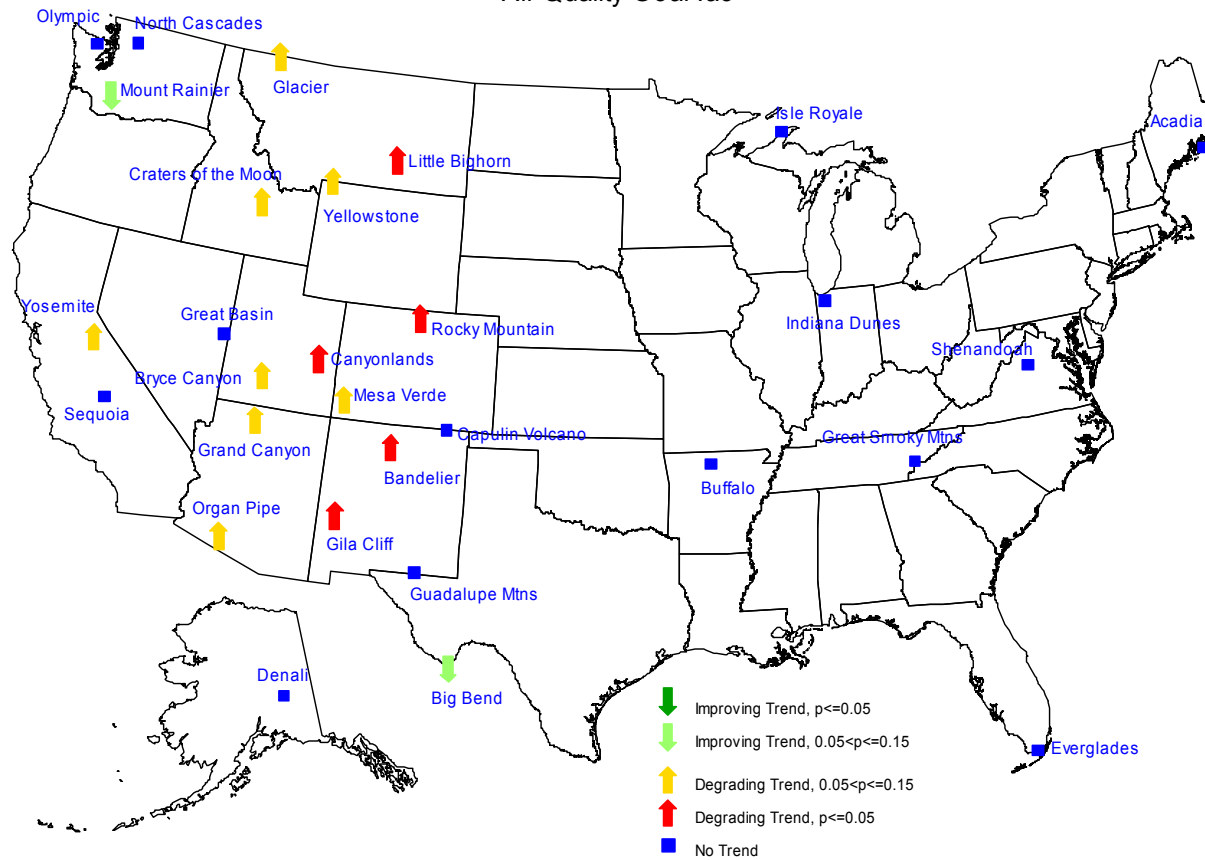 Olympic
North Cascades
Mount Rainier
Glacier
Isle Royale
Acadia
Little Bighorn
Craters of the Moon
Yellowstone
Yosemite
Great Basin
Rocky Mountain
Indiana Dunes
Canyonlands
Shenandoah
Bryce Canyon
Mesa Verde
Sequoia
Grand Canyon
Capulin Volcano
Great Smoky Mtns
Bandelier
Buffalo
Organ Pipe
Gila Cliff
Guadalupe Mtns
Denali
Big Bend
Everglades
Improving Trend, p<=0.05
Improving Trend, 0.05<p<=0.15
Degrading Trend, 0.05<p<=0.15
Degrading Trend, p<=0.05
No Trend